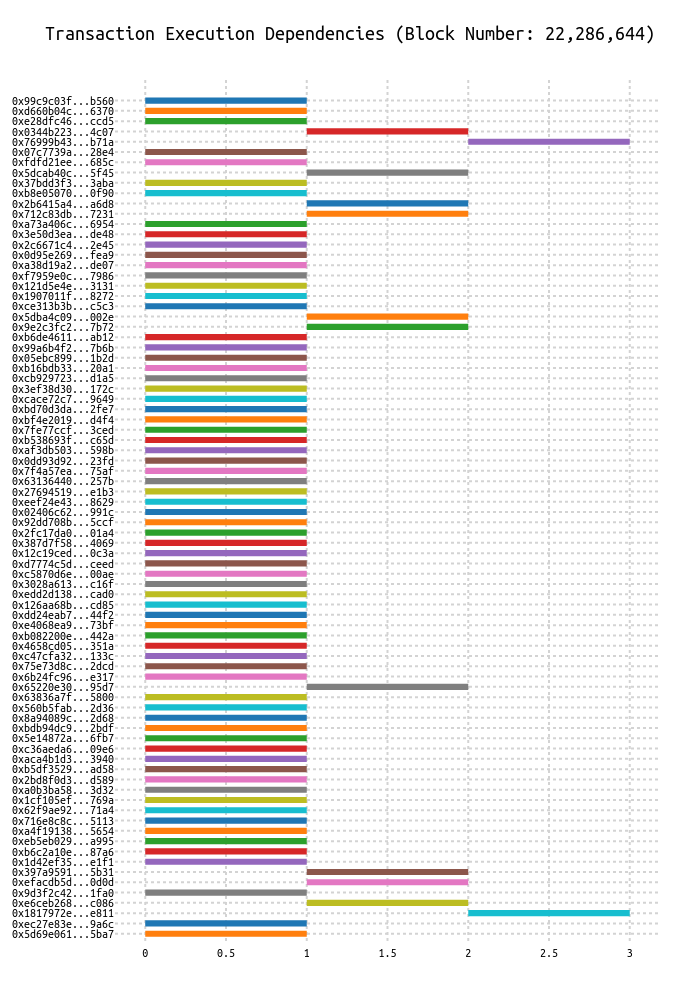 Transaction Execution Dependencies (Block Number: 22,286,644)
0x99c9c03f...b560
0xd660b04c...6370
0xe28dfc46...ccd5
0x0344b223...4c07
0x76999b43...b71a
0x07c7739a...28e4
0xfdfd21ee...685c
0x5dcab40c...5f45
0x37bdd3f3...3aba
0xb8e05070...0f90
0x2b6415a4...a6d8
0x712c83db...7231
0xa73a406c...6954
0x3e50d3ea...de48
0x2c6671c4...2e45
0x0d95e269...fea9
0xa38d19a2...de07
0xf7959e0c...7986
0x121d5e4e...3131
0x1907011f...8272
0xce313b3b...c5c3
0x5dba4c09...002e
0x9e2c3fc2...7b72
0xb6de4611...ab12
0x99a6b4f2...7b6b
0x05ebc899...1b2d
0xb16bdb33...20a1
0xcb929723...d1a5
0x3ef38d30...172c
0xcace72c7...9649
0xbd70d3da...2fe7
0xbf4e2019...d4f4
0x7fe77ccf...3ced
0xb538693f...c65d
0xaf3db503...598b
0x0dd93d92...23fd
0x7f4a57ea...75af
0x63136440...257b
0x27694519...e1b3
0xeef24e43...8629
0x02406c62...991c
0x92dd708b...5ccf
0x2fc17da0...01a4
0x387d7f58...4069
0x12c19ced...0c3a
0xd7774c5d...ceed
0xc5870d6e...00ae
0x3028a613...c16f
0xedd2d138...cad0
0x126aa68b...cd85
0xdd24eab7...44f2
0xe4068ea9...73bf
0xb082200e...442a
0x4658cd05...351a
0xc47cfa32...133c
0x75e73d8c...2dcd
0x6b24fc96...e317
0x65220e30...95d7
0x63836a7f...5800
0x560b5fab...2d36
0x8a94089c...2d68
0xbdb94dc9...2bdf
0x5e14872a...6fb7
0xc36aeda6...09e6
0xaca4b1d3...3940
0xb5df3529...ad58
0x2bd8f0d3...d589
0xa0b3ba58...3d32
0x1cf105ef...769a
0x62f9ae92...71a4
0x716e8c8c...5113
0xa4f19138...5654
0xeb5eb029...a995
0xb6c2a10e...87a6
0x1d42ef35...e1f1
0x397a9591...5b31
0xefacdb5d...0d0d
0x9d3f2c42...1fa0
0xe6ceb268...c086
0x1817972e...e811
0xec27e83e...9a6c
0x5d69e061...5ba7
0 0.5 1 1.5 2 2.5 3